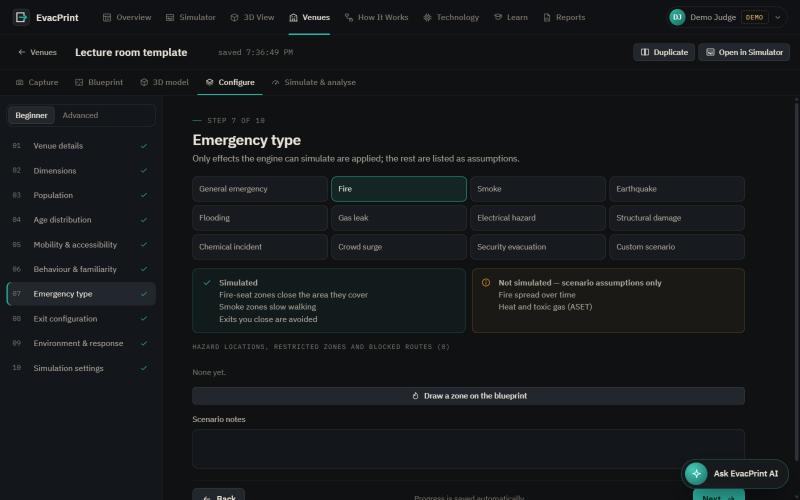 EvacPrint
Overview
Simulator
3D View
Venues
How It Works
Technology
Learn
Reports
DJ
Demo Judge
DEMO
Venues
Lecture room template
saved 7:36:49 PM
Duplicate
Open in Simulator
Capture
Blueprint
3D model
Configure
Simulate & analyse
Beginner
Advanced
01 Venue details
02 Dimensions
03 Population
04 Age distribution
05 Mobility & accessibility
06 Behaviour & familiarity
07 Emergency type
08 Exit configuration
09 Environment & response
10 Simulation settings
STEP 7 OF 10
Emergency type
Only effects the engine can simulate are applied; the rest are listed as assumptions.
General emergency
Fire
Smoke
Earthquake
Flooding
Gas leak
Electrical hazard
Structural damage
Chemical incident
Crowd surge
Security evacuation
Custom scenario
Simulated
Fire-seat zones close the area they cover
Smoke zones slow walking
Exits you close are avoided
Not simulated — scenario assumptions only
Fire spread over time
Heat and toxic gas (ASET)
HAZARD LOCATIONS, RESTRICTED ZONES AND BLOCKED ROUTES (0)
None yet.
Draw a zone on the blueprint
Scenario notes
Back
Progress is saved automatically
Next
Ask EvacPrint AI